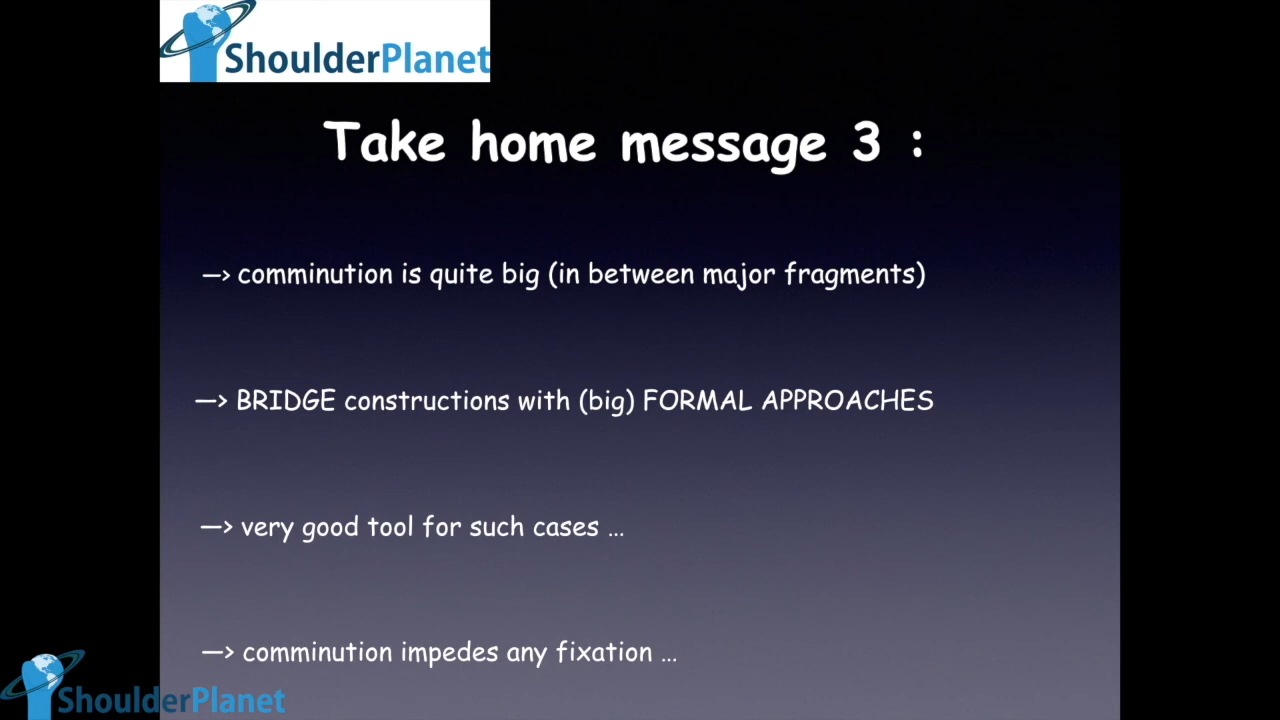 ShoulderPlanet
Take home message 3 :
—> comminution is quite big (in between major fragments)
—> BRIDGE constructions with (big) FORMAL APPROACHES
—> very good tool for such cases …
—> comminution impedes any fixation …
ShoulderPlanet